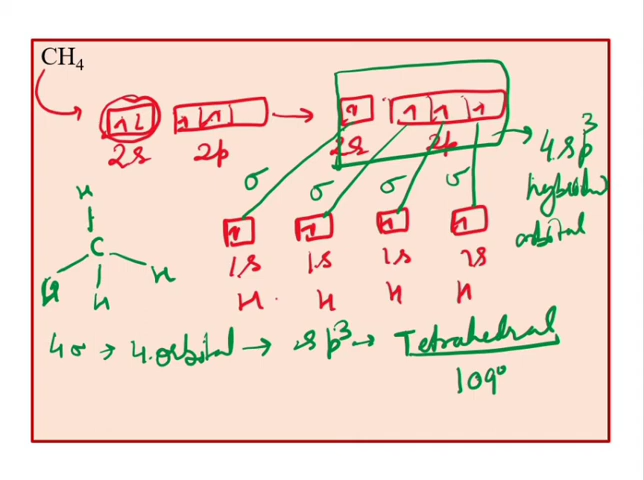 CH₄
2s 2p 2s 2p
4 sp³
hybrid
orbital
σ σ σ σ
1s 1s 1s 1s
H H H H
H
C
H H H
4σ → 4 orbital → sp³ → Tetrahedral
109°